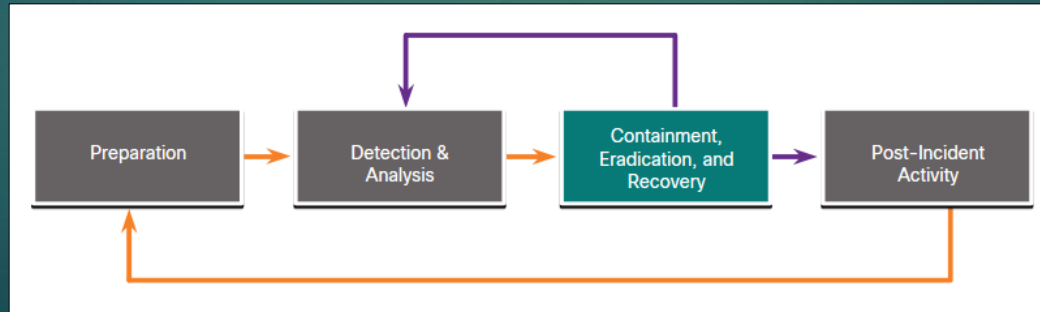 Preparation
Detection &
Analysis
Containment,
Eradication, and
Recovery
Post-Incident
Activity